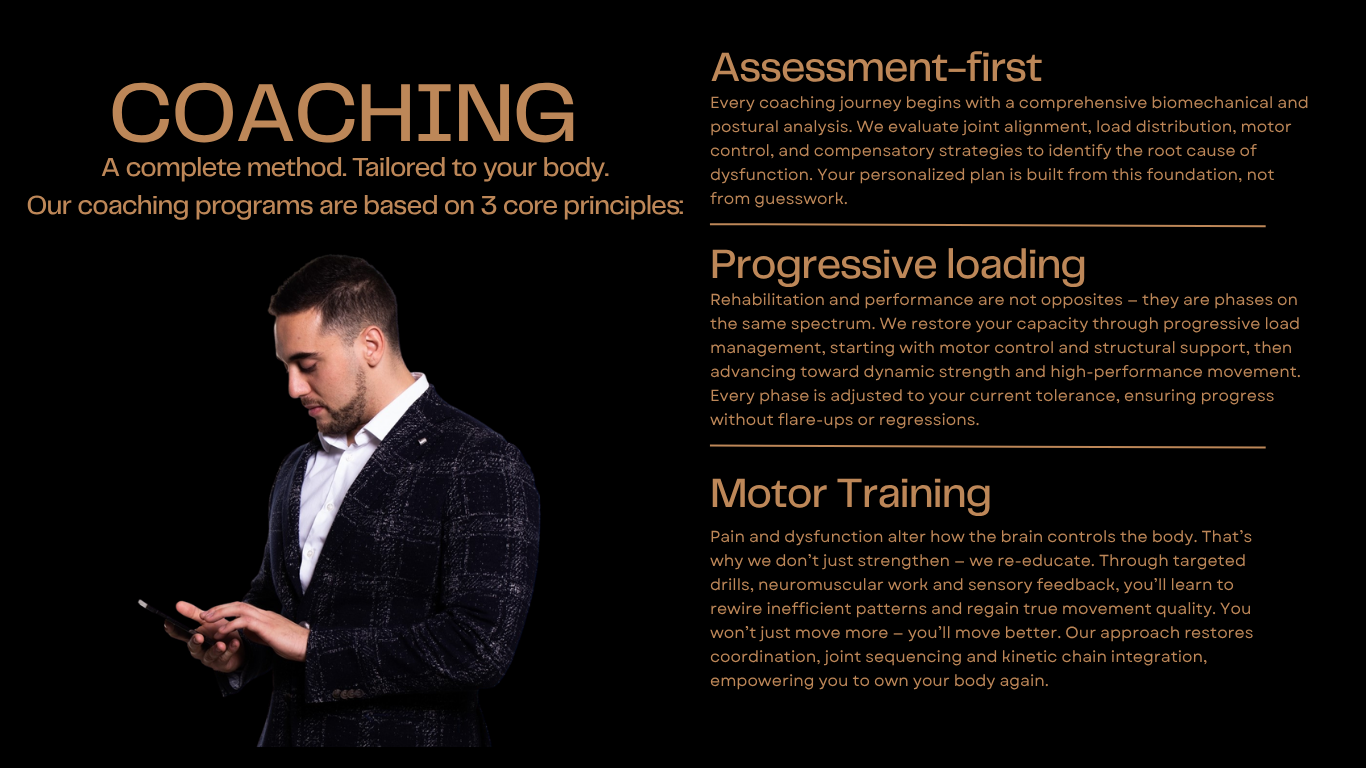 COACHING
A complete method. Tailored to your body.
Our coaching programs are based on 3 core principles:
Assessment-first
Every coaching journey begins with a comprehensive biomechanical and
postural analysis. We evaluate joint alignment, load distribution, motor
control, and compensatory strategies to identify the root cause of
dysfunction. Your personalized plan is built from this foundation, not
from guesswork.
Progressive loading
Rehabilitation and performance are not opposites – they are phases on
the same spectrum. We restore your capacity through progressive load
management, starting with motor control and structural support, then
advancing toward dynamic strength and high-performance movement.
Every phase is adjusted to your current tolerance, ensuring progress
without flare-ups or regressions.
Motor Training
Pain and dysfunction alter how the brain controls the body. That’s
why we don’t just strengthen – we re-educate. Through targeted
drills, neuromuscular work and sensory feedback, you’ll learn to
rewire inefficient patterns and regain true movement quality. You
won’t just move more – you’ll move better. Our approach restores
coordination, joint sequencing and kinetic chain integration,
empowering you to own your body again.